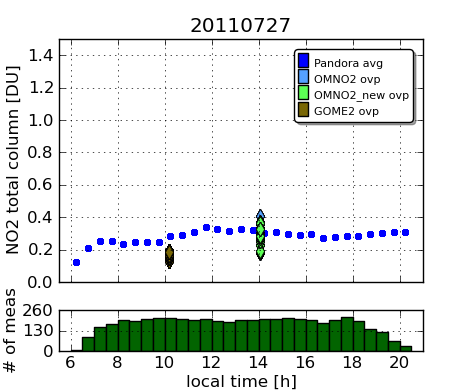 20110727
NO2 total column [DU]
1.4
1.2
1.0
0.8
0.6
0.4
0.2
0.0
Pandora avg
OMNO2 ovp
OMNO2_new ovp
GOME2 ovp
# of meas
260
130
0
6 8 10 12 14 16 18 20
local time [h]